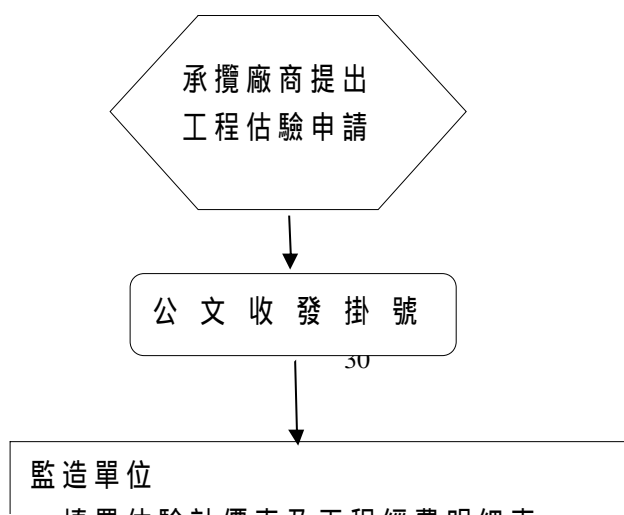 承攬廠商提出
工程估驗申請
公文收發掛號
30
監造單位